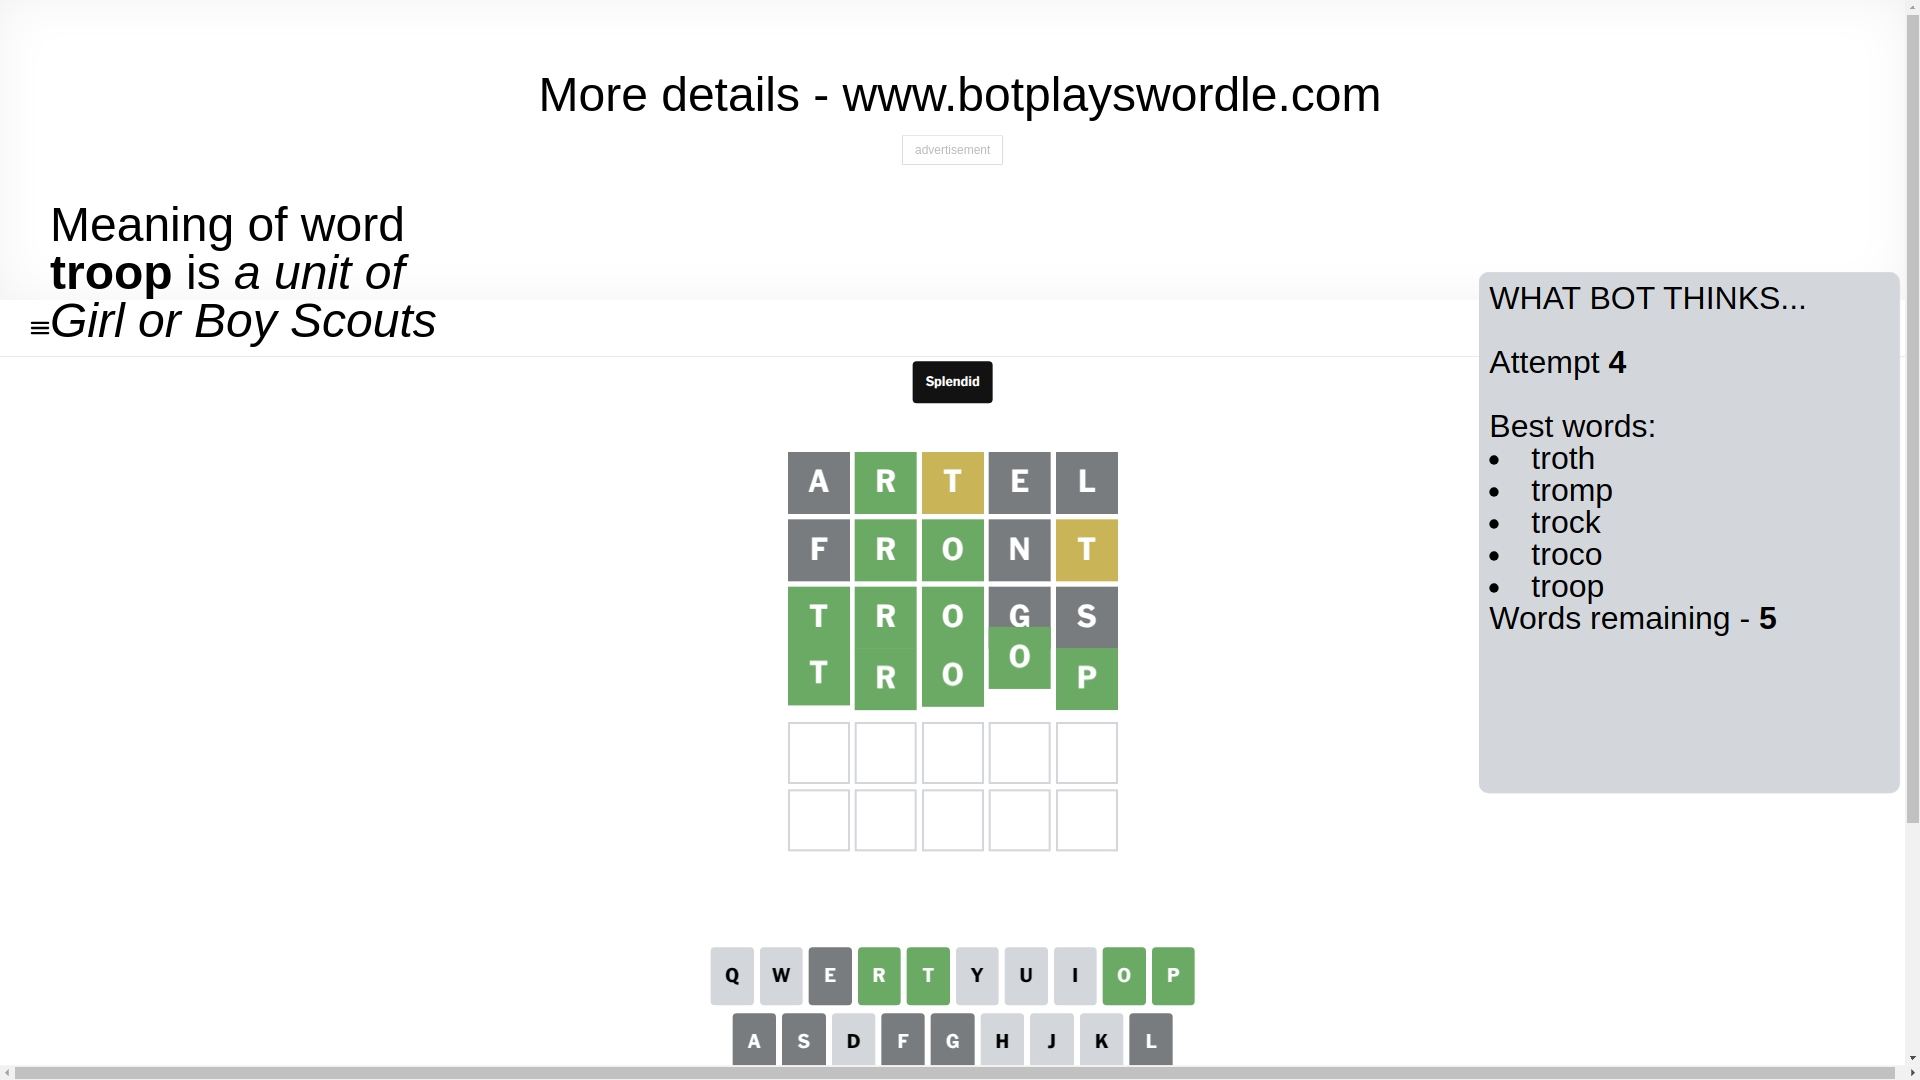 More details - www.botplayswordle.com
advertisement
Meaning of word
troop is a unit of
Girl or Boy Scouts
WHAT BOT THINKS...
Attempt 4
Best words:
• troth
• tromp
• trock
• troco
• troop
Words remaining - 5
Splendid
A R T E L
F R O N T
T R O G S
T R O O P
Q W E R T Y U I O P
A S D F G H J K L